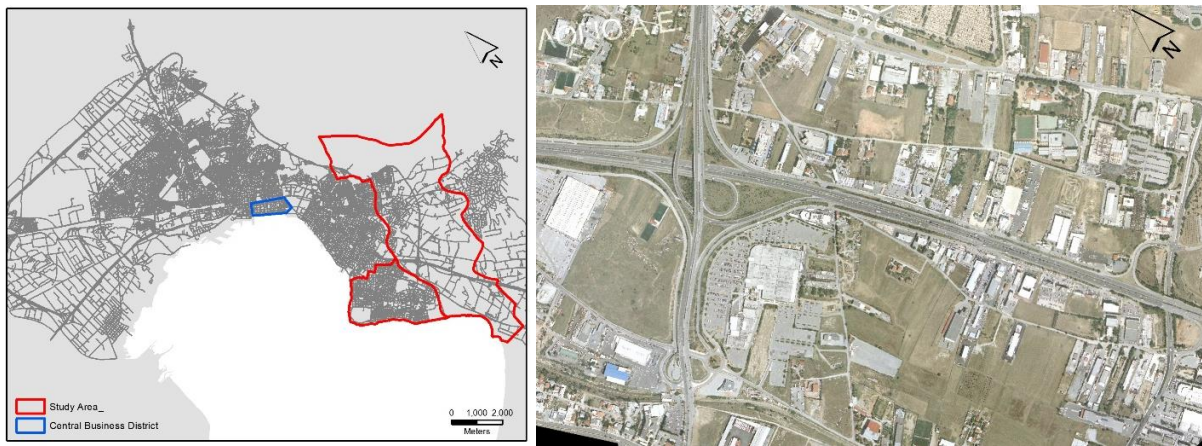 N
Study Area_
Central Business District
0 1,000 2,000
Meters
N